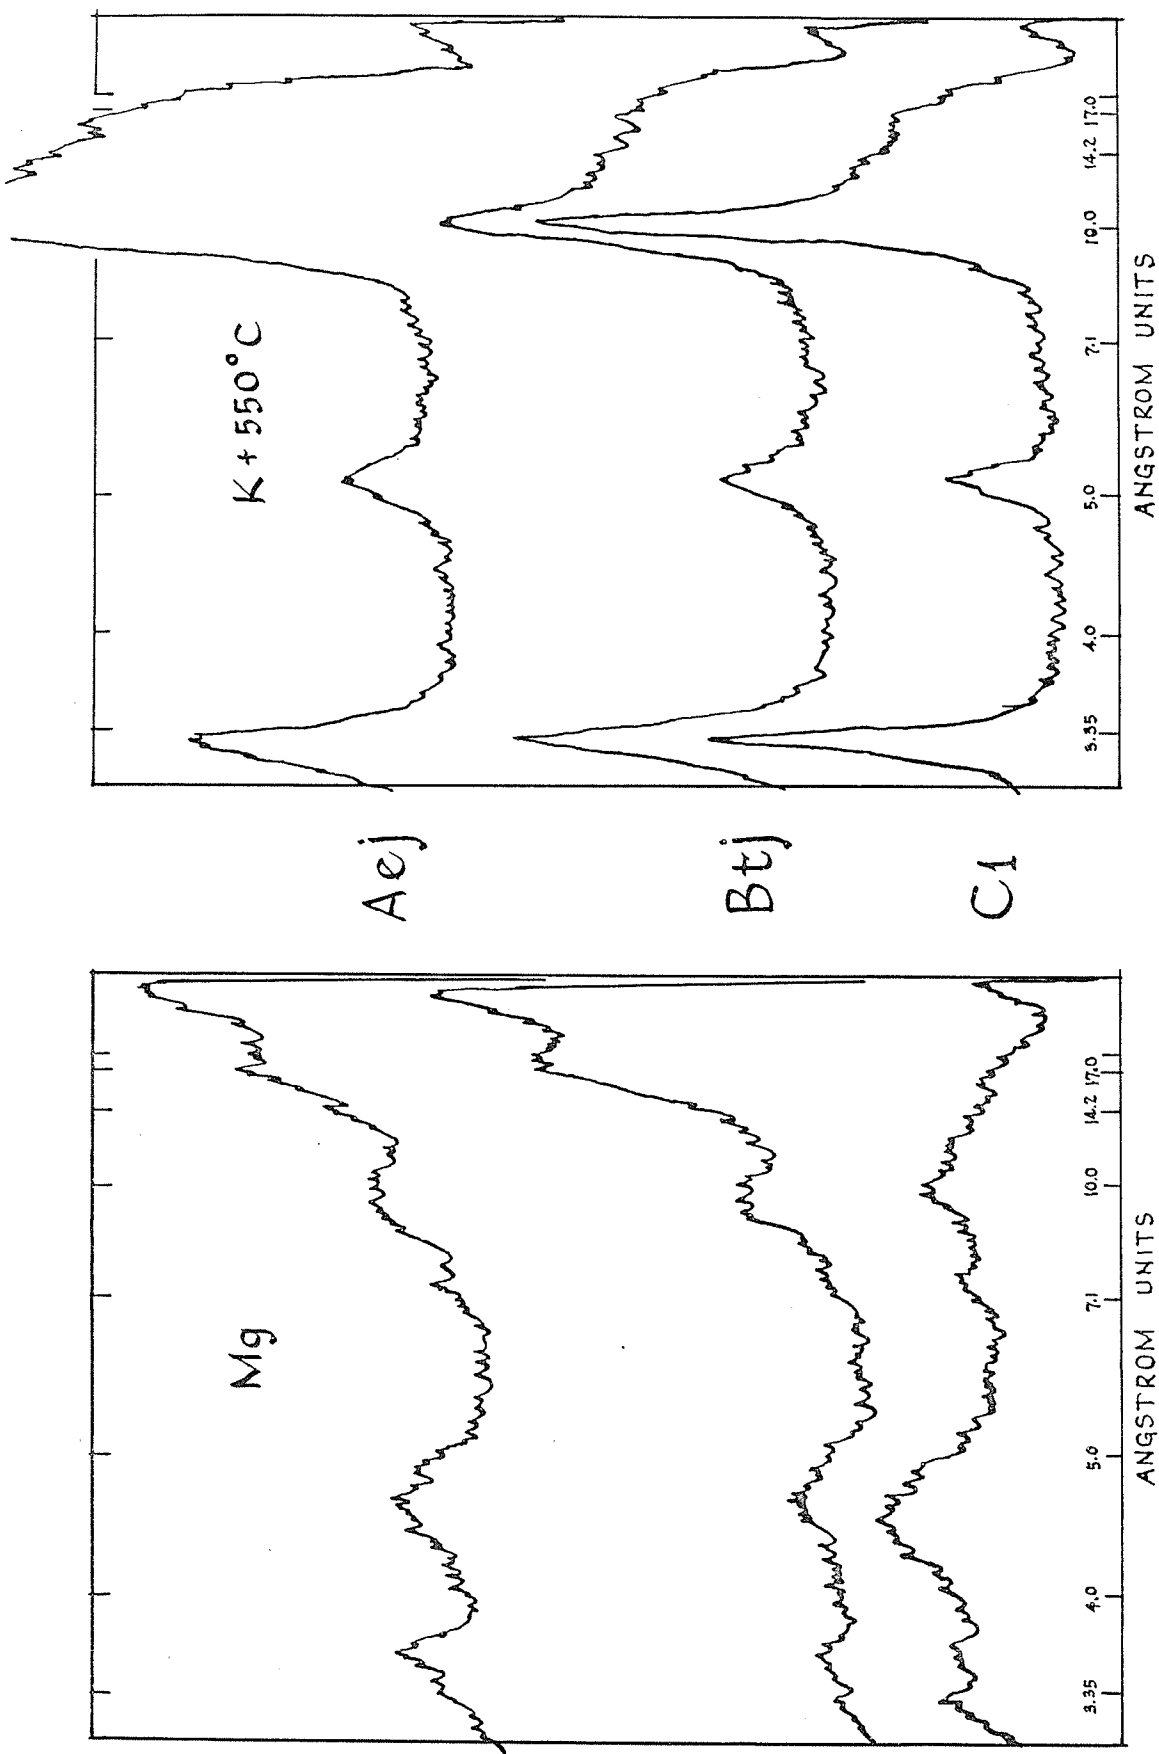 Mg
K + 550°C
Aej
Btj
C1
3.35 4.0 5.0 7.1 10.0 14.2 17.0
ANGSTROM UNITS
3.35 4.0 5.0 7.1 10.0 14.2 17.0
ANGSTROM UNITS